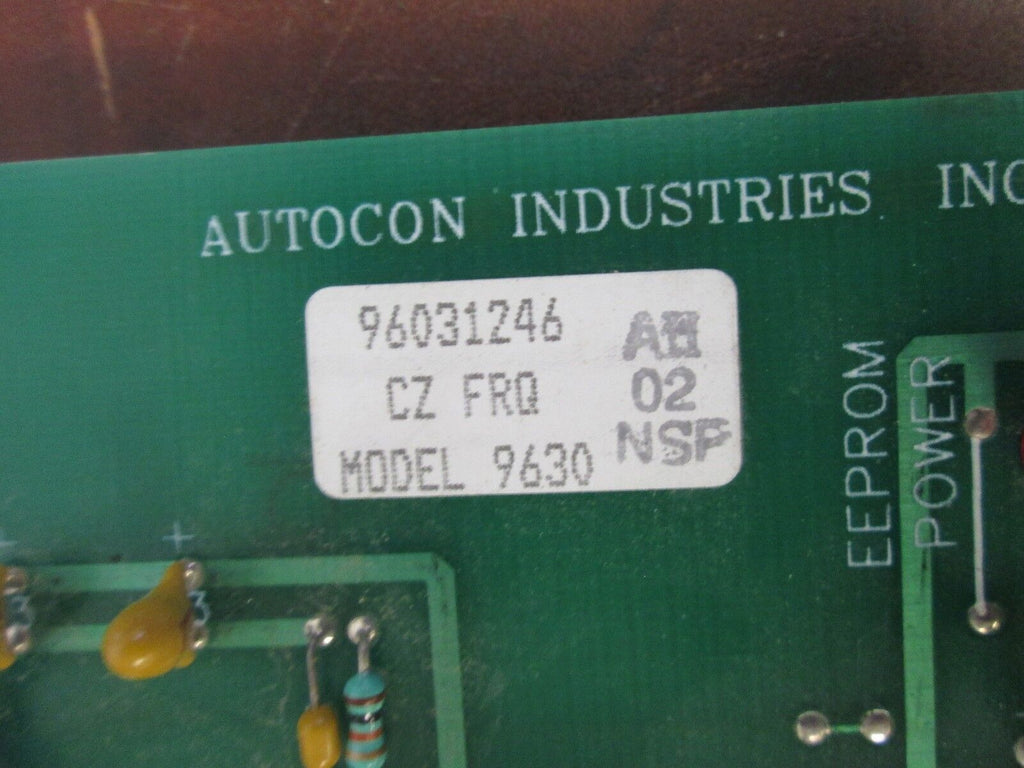 AUTOCON INDUSTRIES INC
96031246
CZ FRQ
MODEL 9630
AH
02
NSP
EEPROM
POWER
+